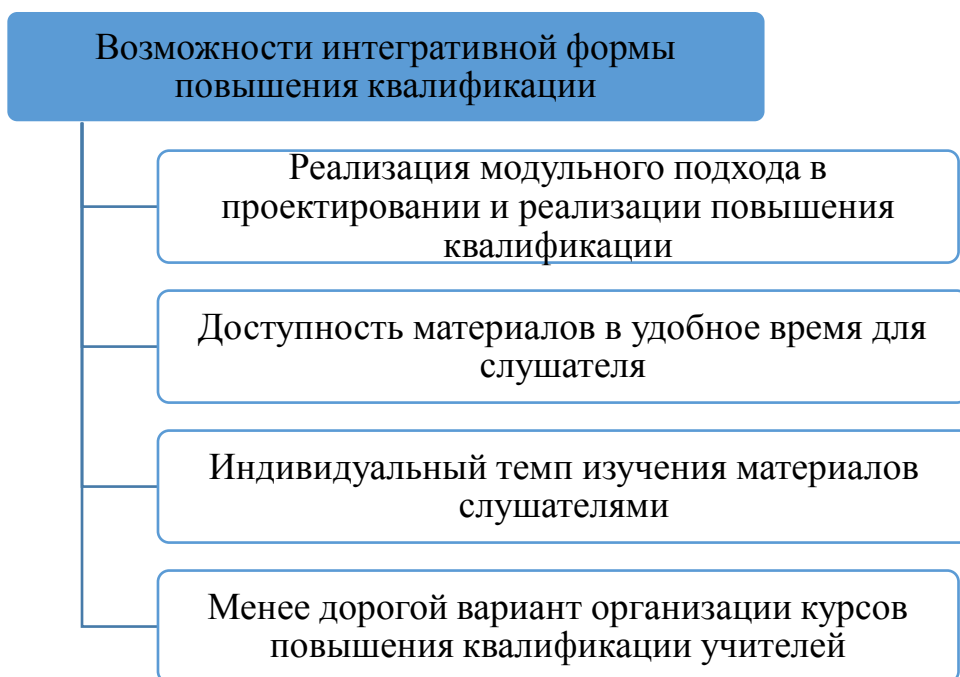 Возможности интегративной формы
повышения квалификации
Реализация модульного подхода в
проектировании и реализации повышения
квалификации
Доступность материалов в удобное время для
слушателя
Индивидуальный темп изучения материалов
слушателями
Менее дорогой вариант организации курсов
повышения квалификации учителей